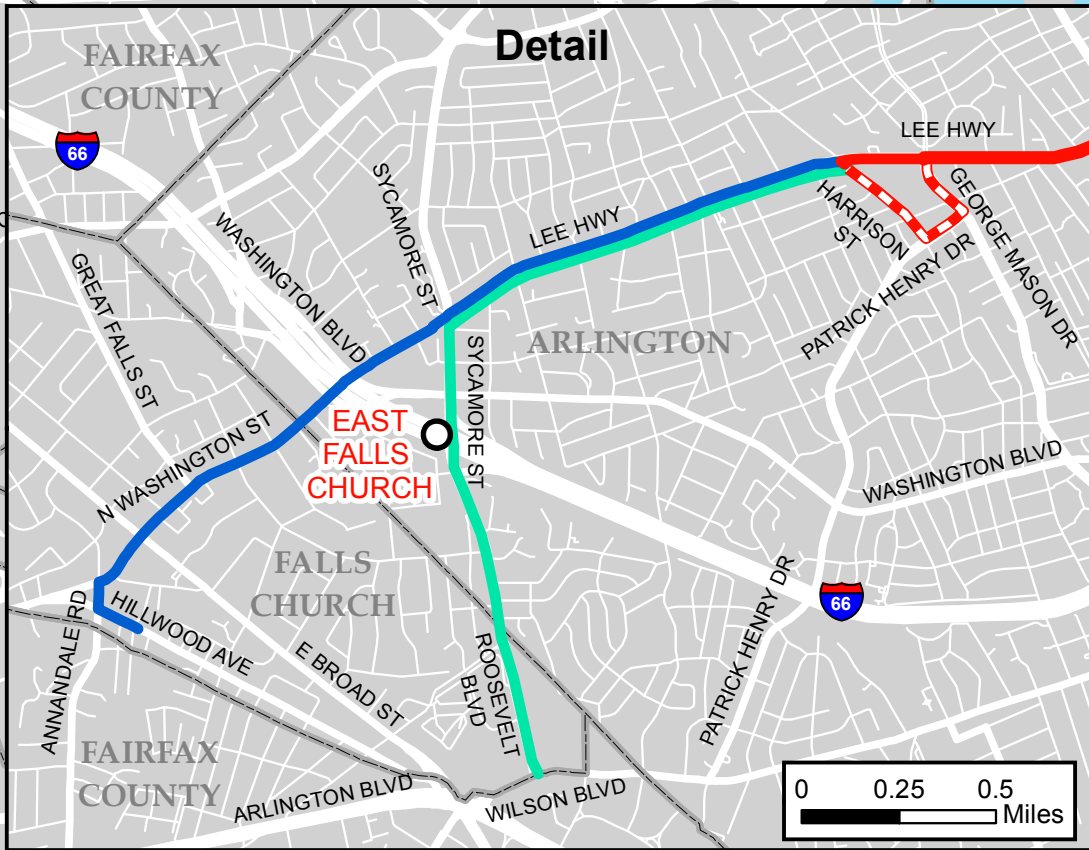 Detail
FAIRFAX
COUNTY
66
LEE HWY
SYCAMORE ST
GEORGE MASON DR
HARRISON
ST
LEE HWY
WASHINGTON BLVD
GREAT FALLS ST
PATRICK HENRY DR
ARLINGTON
SYCAMORE ST
EAST
FALLS
CHURCH
N WASHINGTON ST
WASHINGTON BLVD
FALLS
CHURCH
PATRICK HENRY DR
66
HILLWOOD AVE
ANNANDALE RD
E BROAD ST
ROOSEVELT
BLVD
FAIRFAX
COUNTY
ARLINGTON BLVD
WILSON BLVD
0 0.25 0.5
Miles